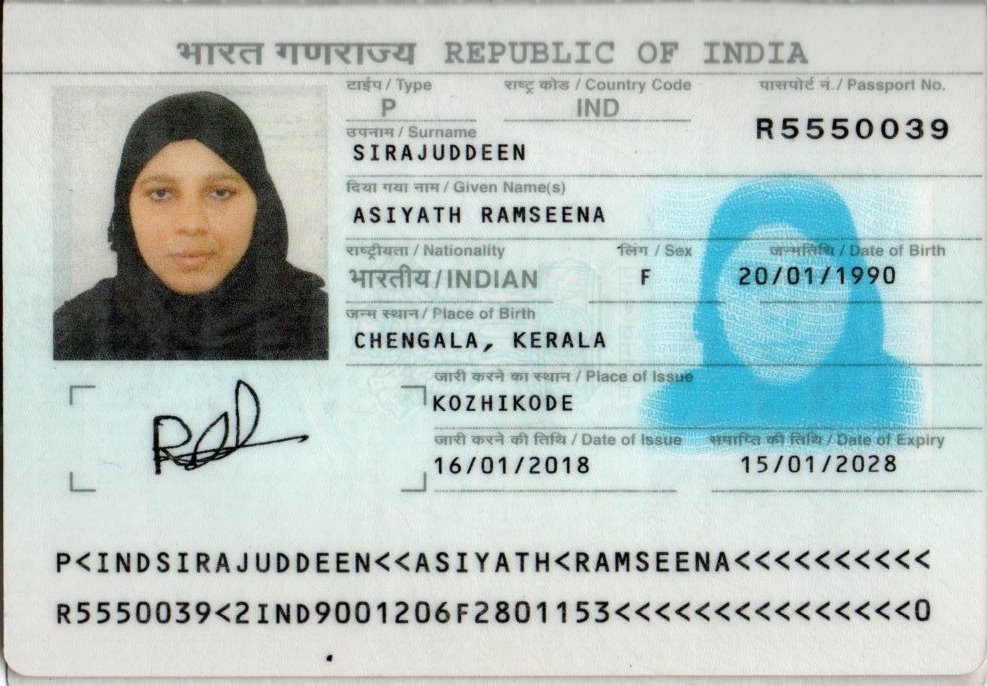 भारत गणराज्य REPUBLIC OF INDIA
टाईप / Type राष्ट्र कोड / Country Code पासपोर्ट नं. / Passport No.
P IND R5550039
उपनाम / Surname
SIRAJUDDEEN
दिया गया नाम / Given Name(s)
ASIYATH RAMSEENA
राष्ट्रीयता / Nationality लिंग / Sex जन्मतिथि / Date of Birth
भारतीय/INDIAN F 20/01/1990
जन्म स्थान / Place of Birth
CHENGALA, KERALA
जारी करने का स्थान / Place of Issue
KOZHIKODE
जारी करने की तिथि / Date of Issue समाप्ति की तिथि / Date of Expiry
16/01/2018 15/01/2028
P<INDSIRAJUDDEEN<<ASIYATH<RAMSEENA<<<<<<<<<<
R5550039<2IND9001206F2801153<<<<<<<<<<<<<<<0